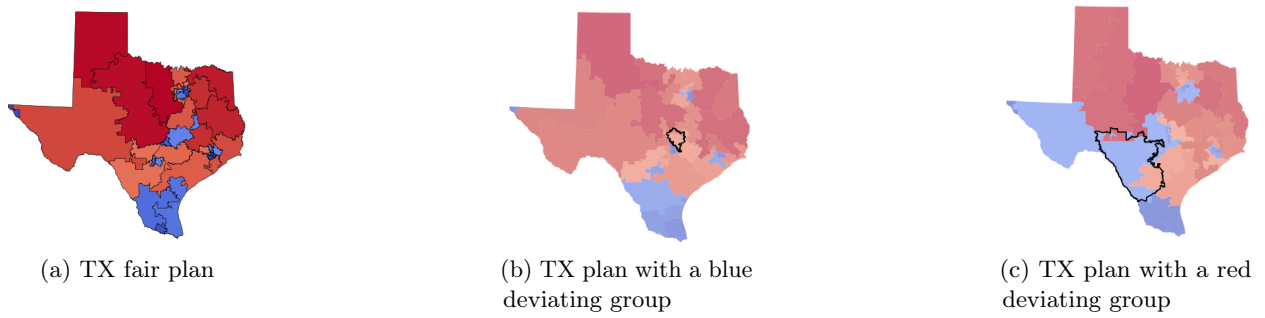 (a) TX fair plan
(b) TX plan with a blue
deviating group
(c) TX plan with a red
deviating group